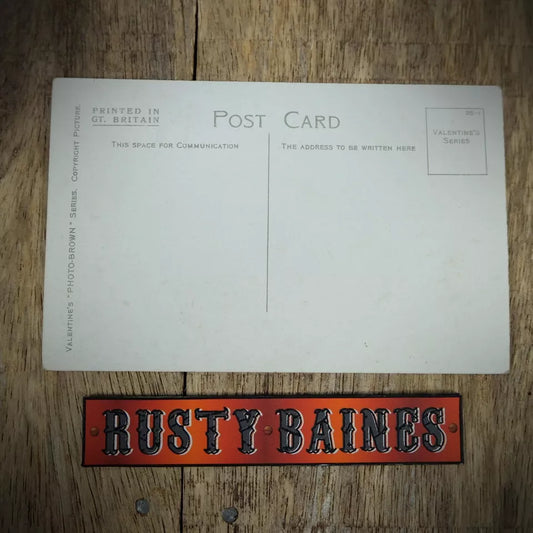 PRINTED IN
GT. BRITAIN
POST CARD
THIS SPACE FOR COMMUNICATION
THE ADDRESS TO BE WRITTEN HERE
VALENTINE'S
SERIES
VALENTINE'S "PHOTO-BROWN" SERIES. COPYRIGHT PICTURE.
RUSTY BAINES